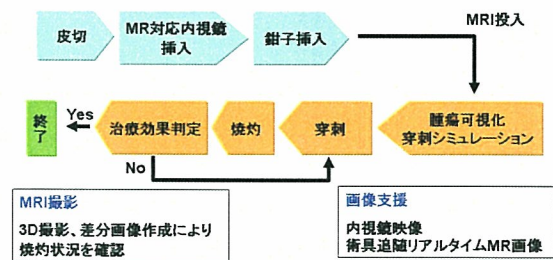 MRI投入
皮切
MR対応内視鏡
挿入
鉗子挿入
終了
Yes
治療効果判定
焼灼
穿刺
腫瘍可視化
穿刺シミュレーション
No
MRI撮影
3D撮影、差分画像作成により
焼灼状況を確認
画像支援
内視鏡映像
術具追随リアルタイムMR画像